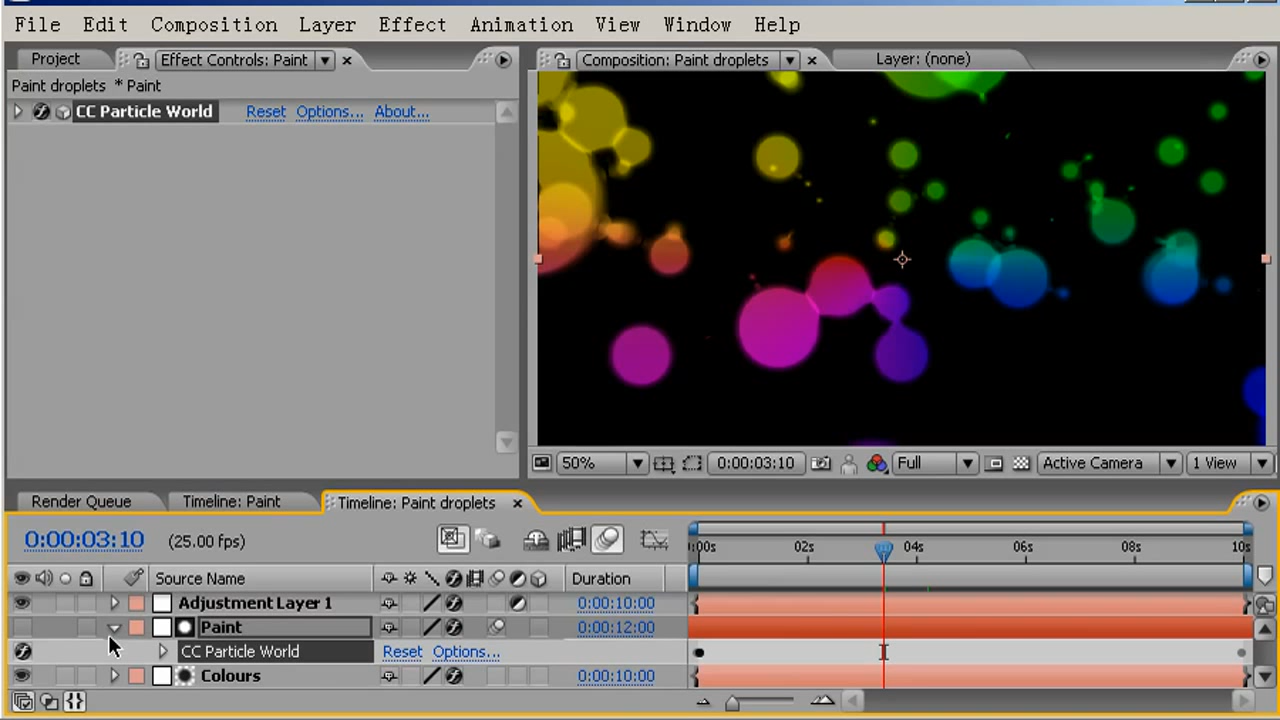 File Edit Composition Layer Effect Animation View Window Help
Project Effect Controls: Paint Composition: Paint droplets Layer: (none)
Paint droplets * Paint
CC Particle World Reset Options... About...
50% 0:00:03:10 Full Active Camera 1 View
Render Queue Timeline: Paint Timeline: Paint droplets
0:00:03:10 (25.00 fps)
:00s 02s 04s 06s 08s 10s
Source Name Duration
Adjustment Layer 1 0:00:10:00
Paint 0:00:12:00
CC Particle World Reset Options...
Colours 0:00:10:00